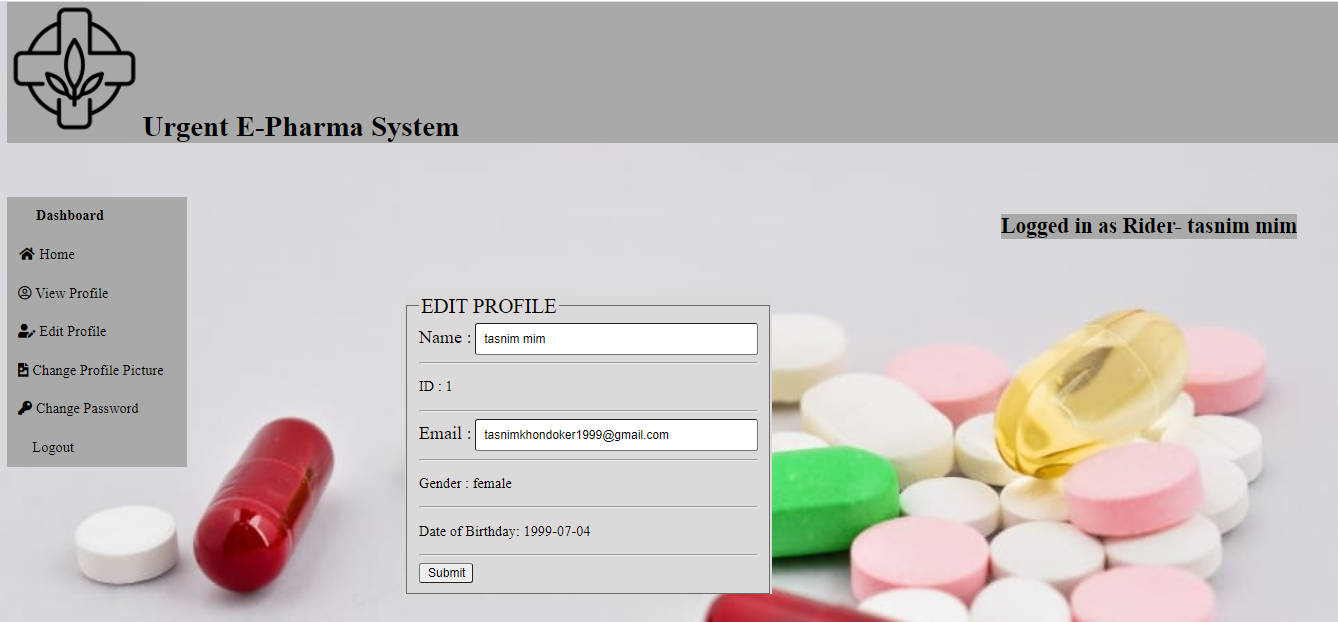 Urgent E-Pharma System
Dashboard
Home
View Profile
Edit Profile
Change Profile Picture
Change Password
Logout
Logged in as Rider- tasnim mim
EDIT PROFILE
Name : tasnim mim
ID : 1
Email : tasnimkhondoker1999@gmail.com
Gender : female
Date of Birthday: 1999-07-04
Submit